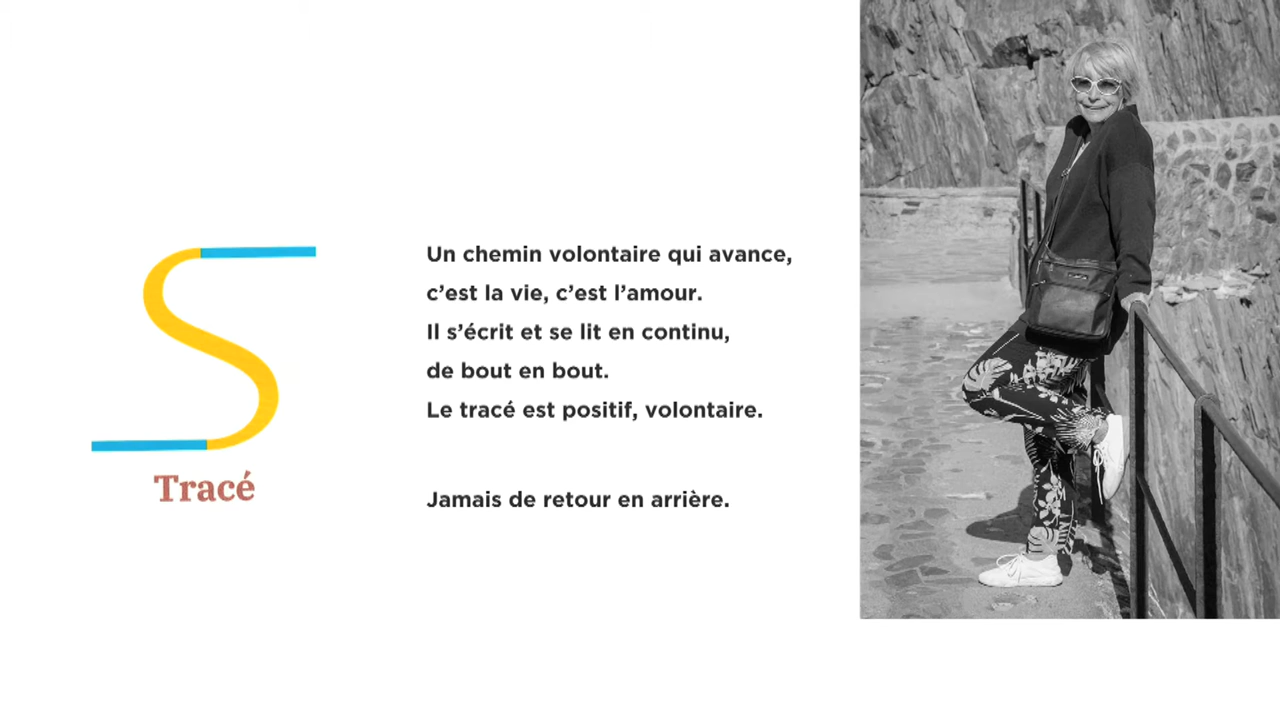 Tracé
Un chemin volontaire qui avance,
c’est la vie, c’est l’amour.
Il s’écrit et se lit en continu,
de bout en bout.
Le tracé est positif, volontaire.
Jamais de retour en arrière.